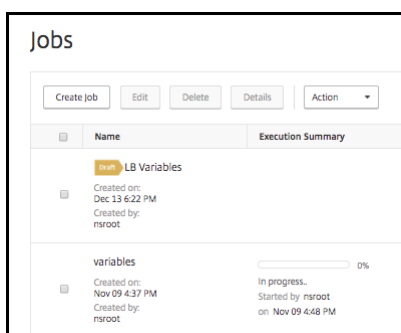 Jobs
Create Job Edit Delete Details Action
Name Execution Summary
Draft LB Variables
Created on:
Dec 13 6:22 PM
Created by:
nsroot
variables 0%
Created on: In progress..
Nov 09 4:37 PM Started by nsroot
Created by: on Nov 09 4:48 PM
nsroot